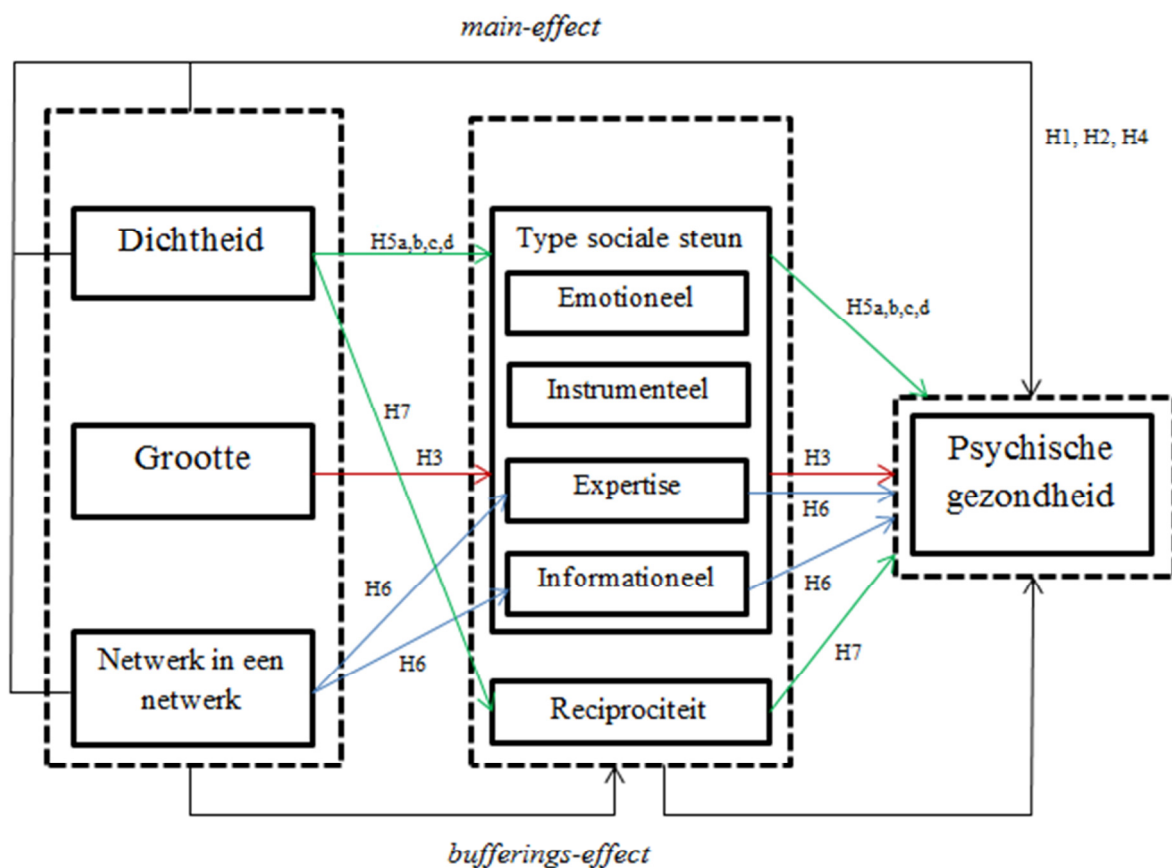 main-effect
H1, H2, H4
Dichtheid
H5a,b,c,d
Type sociale steun
Emotioneel
H5a,b,c,d
Instrumenteel
H7
Grootte
H3
Expertise
H3
H6
Psychische
gezondheid
H6
Informationeel
H6
Netwerk in een
netwerk
H6
Reciprociteit
H7
bufferings-effect